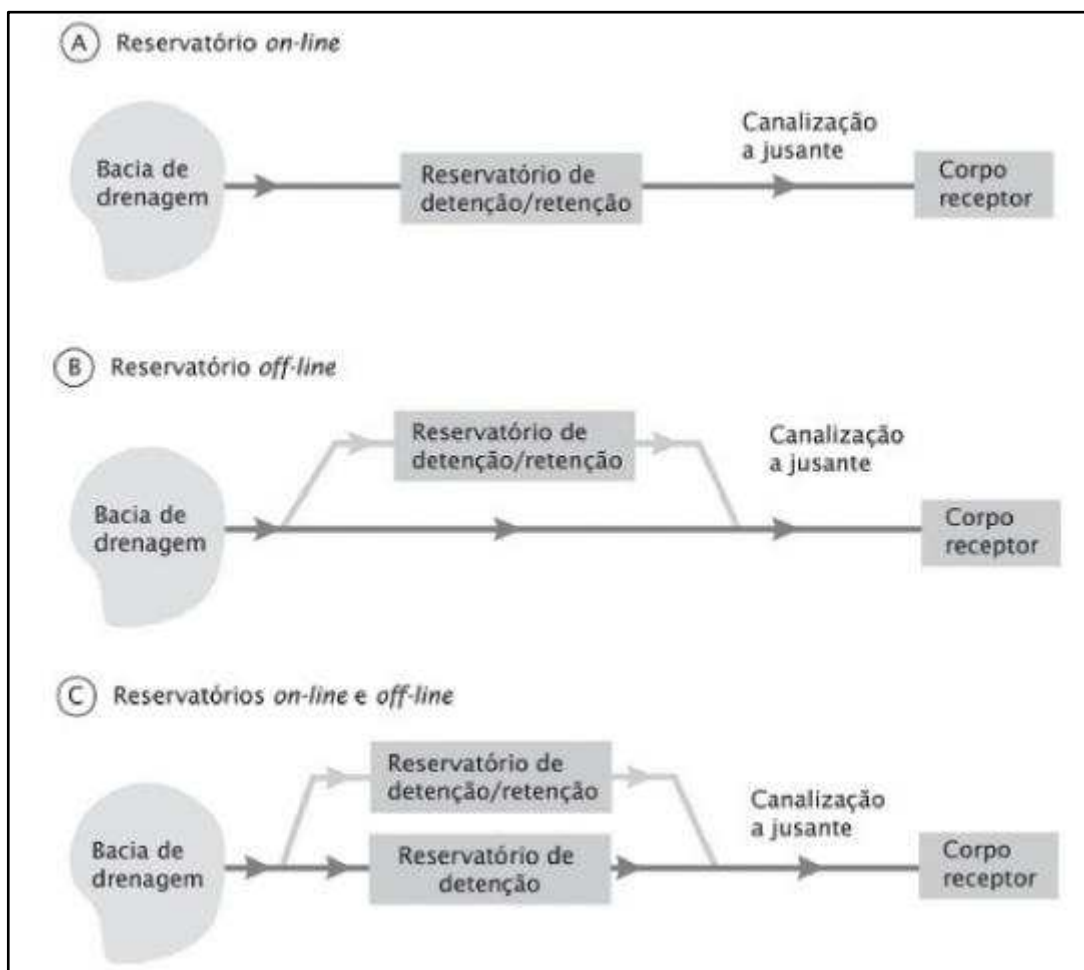 A Reservatório on-line
Bacia de
drenagem
Reservatório de
detenção/retenção
Canalização
a jusante
Corpo
receptor
B Reservatório off-line
Bacia de
drenagem
Reservatório de
detenção/retenção
Canalização
a jusante
Corpo
receptor
C Reservatórios on-line e off-line
Bacia de
drenagem
Reservatório de
detenção/retenção
Reservatório de
detenção
Canalização
a jusante
Corpo
receptor